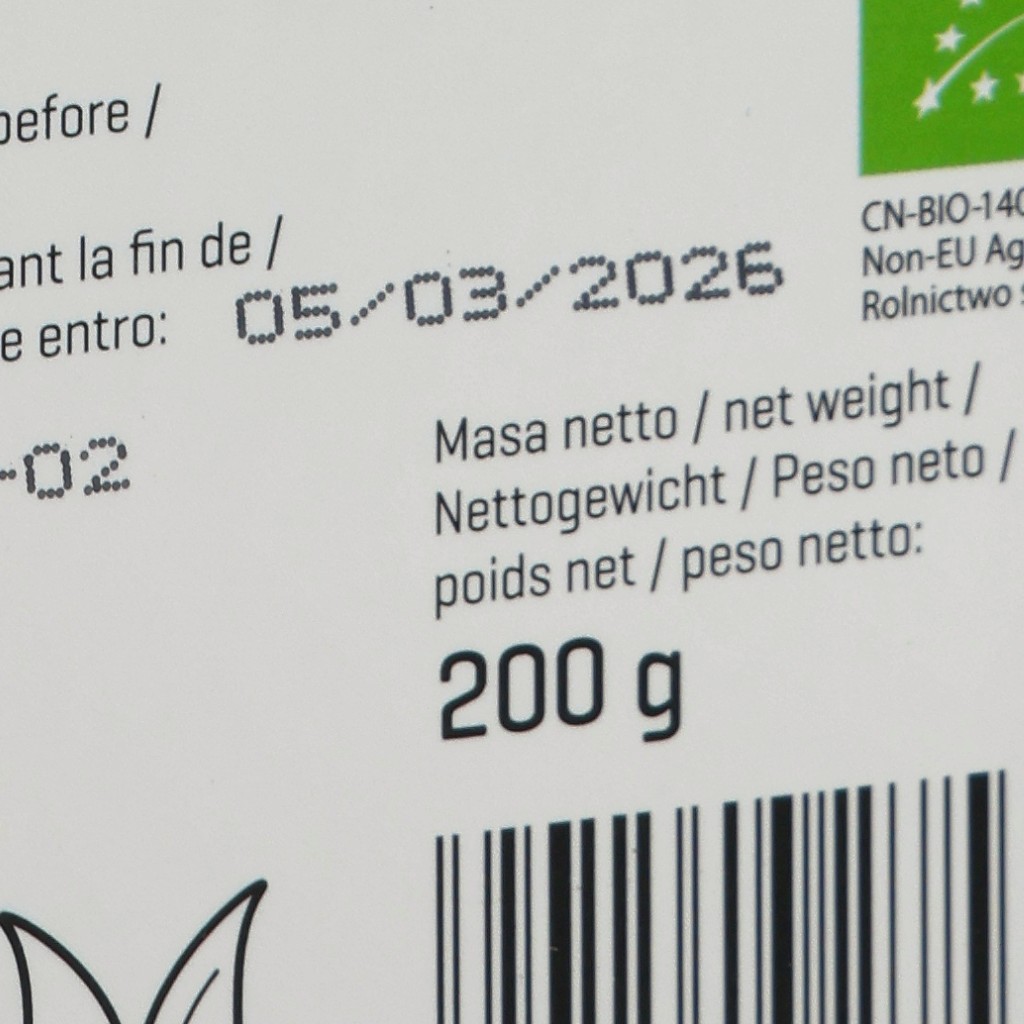 before /
ant la fin de /
e entro: 05/03/2026
-02
CN-BIO-140
Non-EU Ag
Rolnictwo
Masa netto / net weight /
Nettogewicht / Peso neto /
poids net / peso netto:
200 g